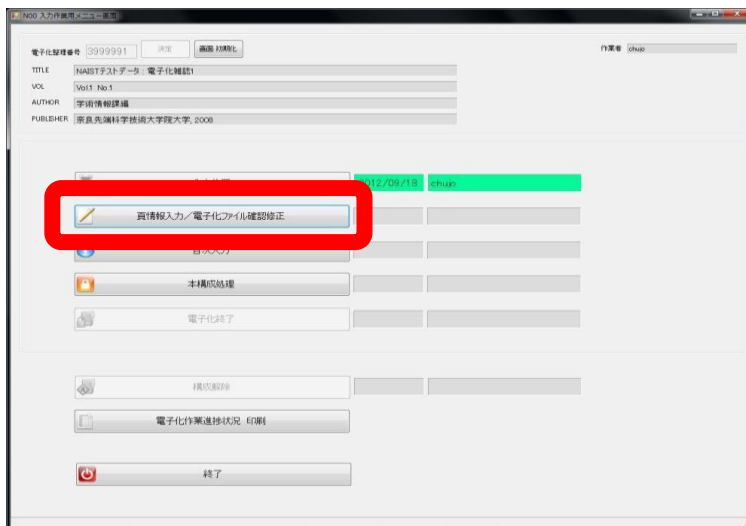 N00 入力作業用メニュー画面
電子化整理番号 3999991 決定 画面 初期化 作業者 chujo
TITLE NAISTテストデータ:電子化雑誌1
VOL Vol.1 No.1
AUTHOR 学術情報課編
PUBLISHER 奈良先端科学技術大学院大学, 2008.
2012/09/18 chujo
頁情報入力/電子化ファイル確認修正
目次入力
本構成処理
電子化終了
構成解除
電子化作業進捗状況 印刷
終了